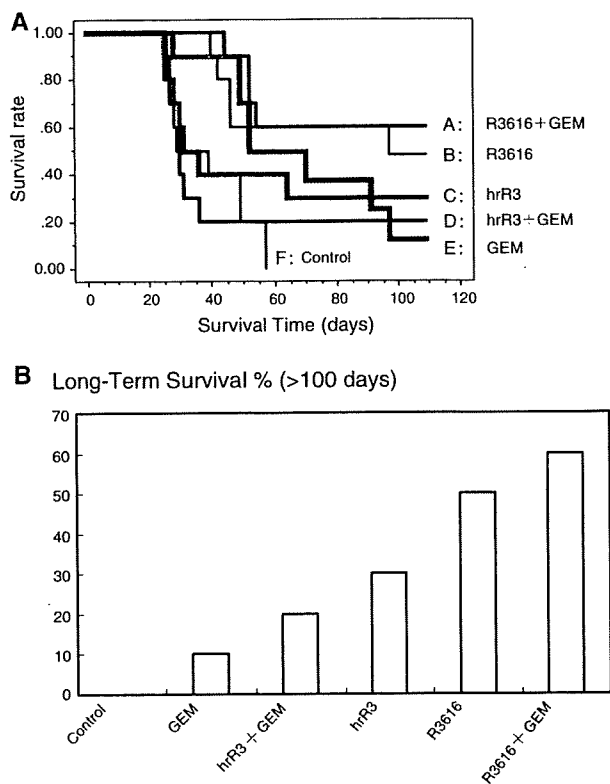 A
Survival rate
1.00
.80
.60
.40
.20
0.00
A: R3616+GEM
B: R3616
C: hrR3
D: hrR3÷GEM
E: GEM
F: Control
0 20 40 60 80 100 120
Survival Time (days)
B Long-Term Survival % (>100 days)
70
60
50
40
30
20
10
0
Control
GEM
hrR3 ÷ GEM
hrR3
R3616
R3616 ÷ GEM